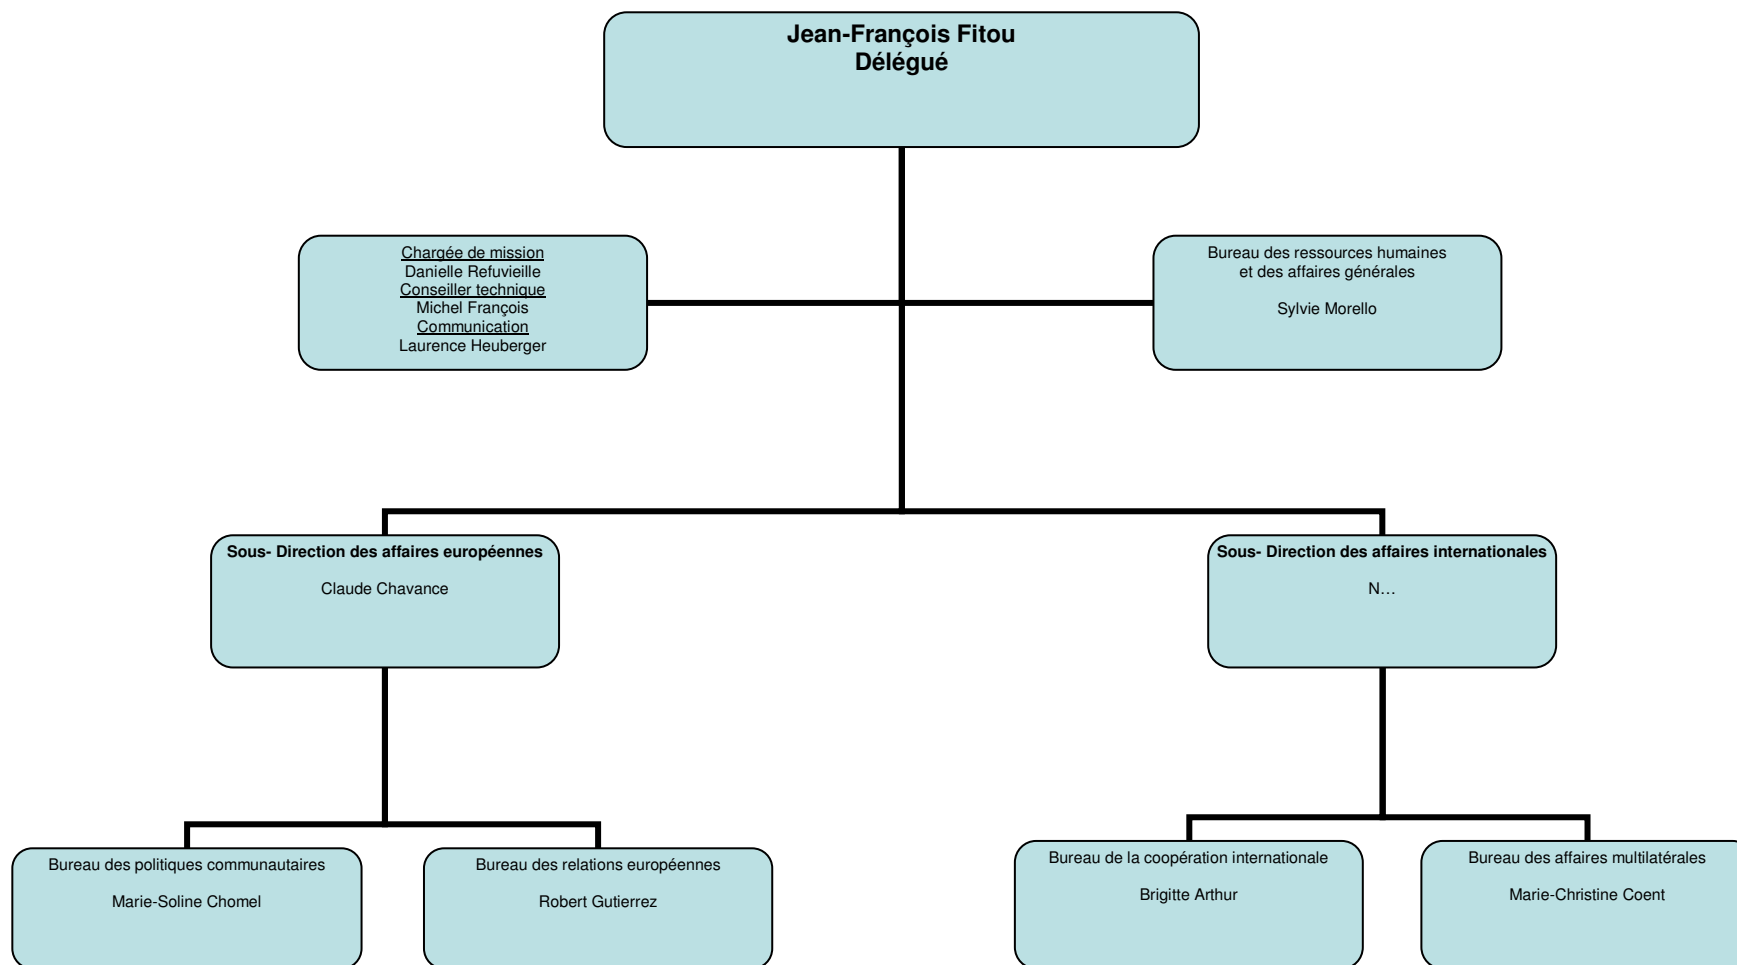 Jean-François Fitou
Délégué
Chargée de mission
Danielle Refuvieille
Conseiller technique
Michel François
Communication
Laurence Heuberger
Bureau des ressources humaines
et des affaires générales
Sylvie Morello
Sous- Direction des affaires européennes
Claude Chavance
Sous- Direction des affaires internationales
N…
Bureau des politiques communautaires
Marie-Soline Chomel
Bureau des relations européennes
Robert Gutierrez
Bureau de la coopération internationale
Brigitte Arthur
Bureau des affaires multilatérales
Marie-Christine Coent